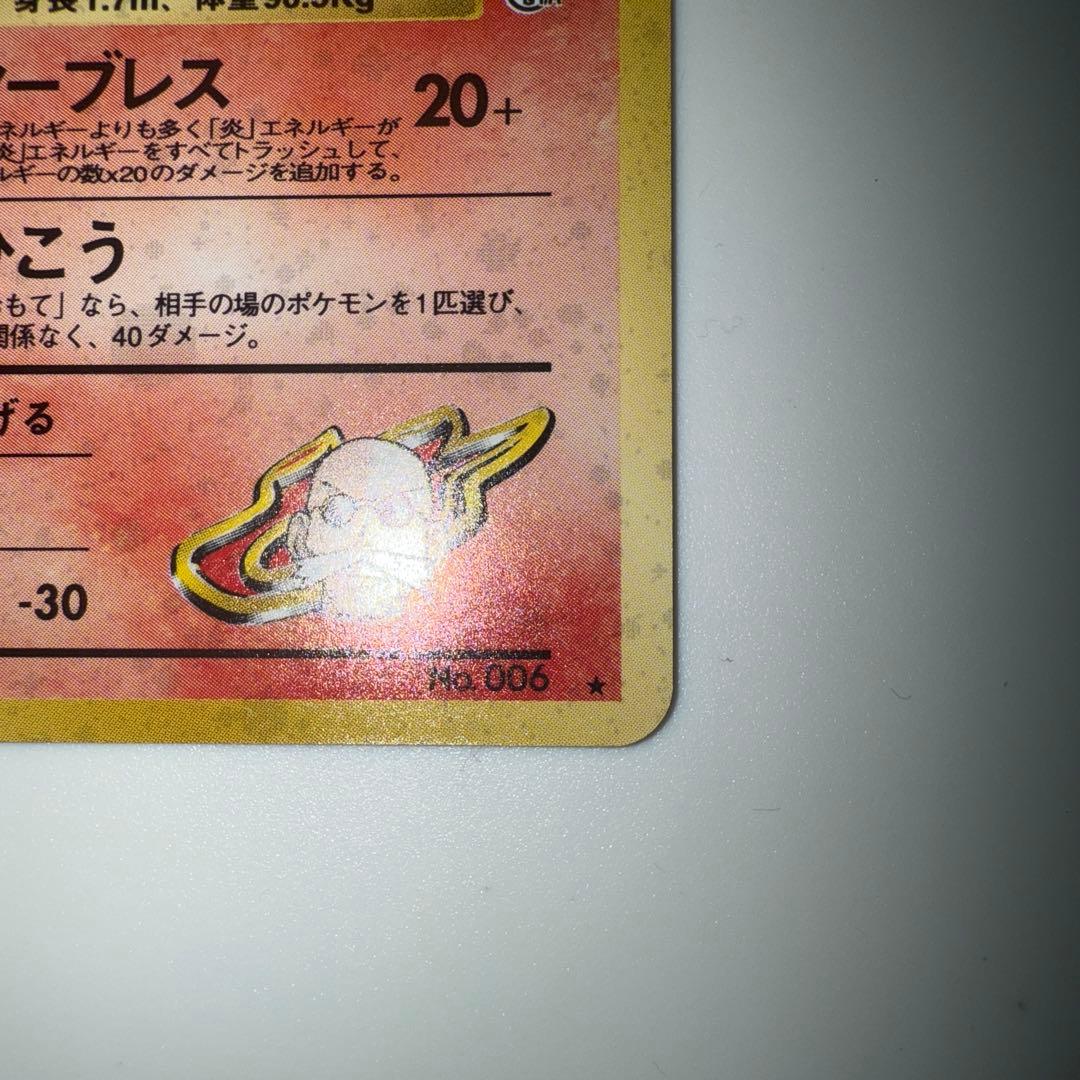 身長1.7m、体重90.5kg
ーブレス
20+
ネルギーよりも多く「炎」エネルギーが
炎」エネルギーをすべてトラッシュして、
ルギーの数x20のダメージを追加する。
こう
もて」なら、相手の場のポケモンを1匹選び、
関係なく、40ダメージ。
げる
-30
No. 006 ★